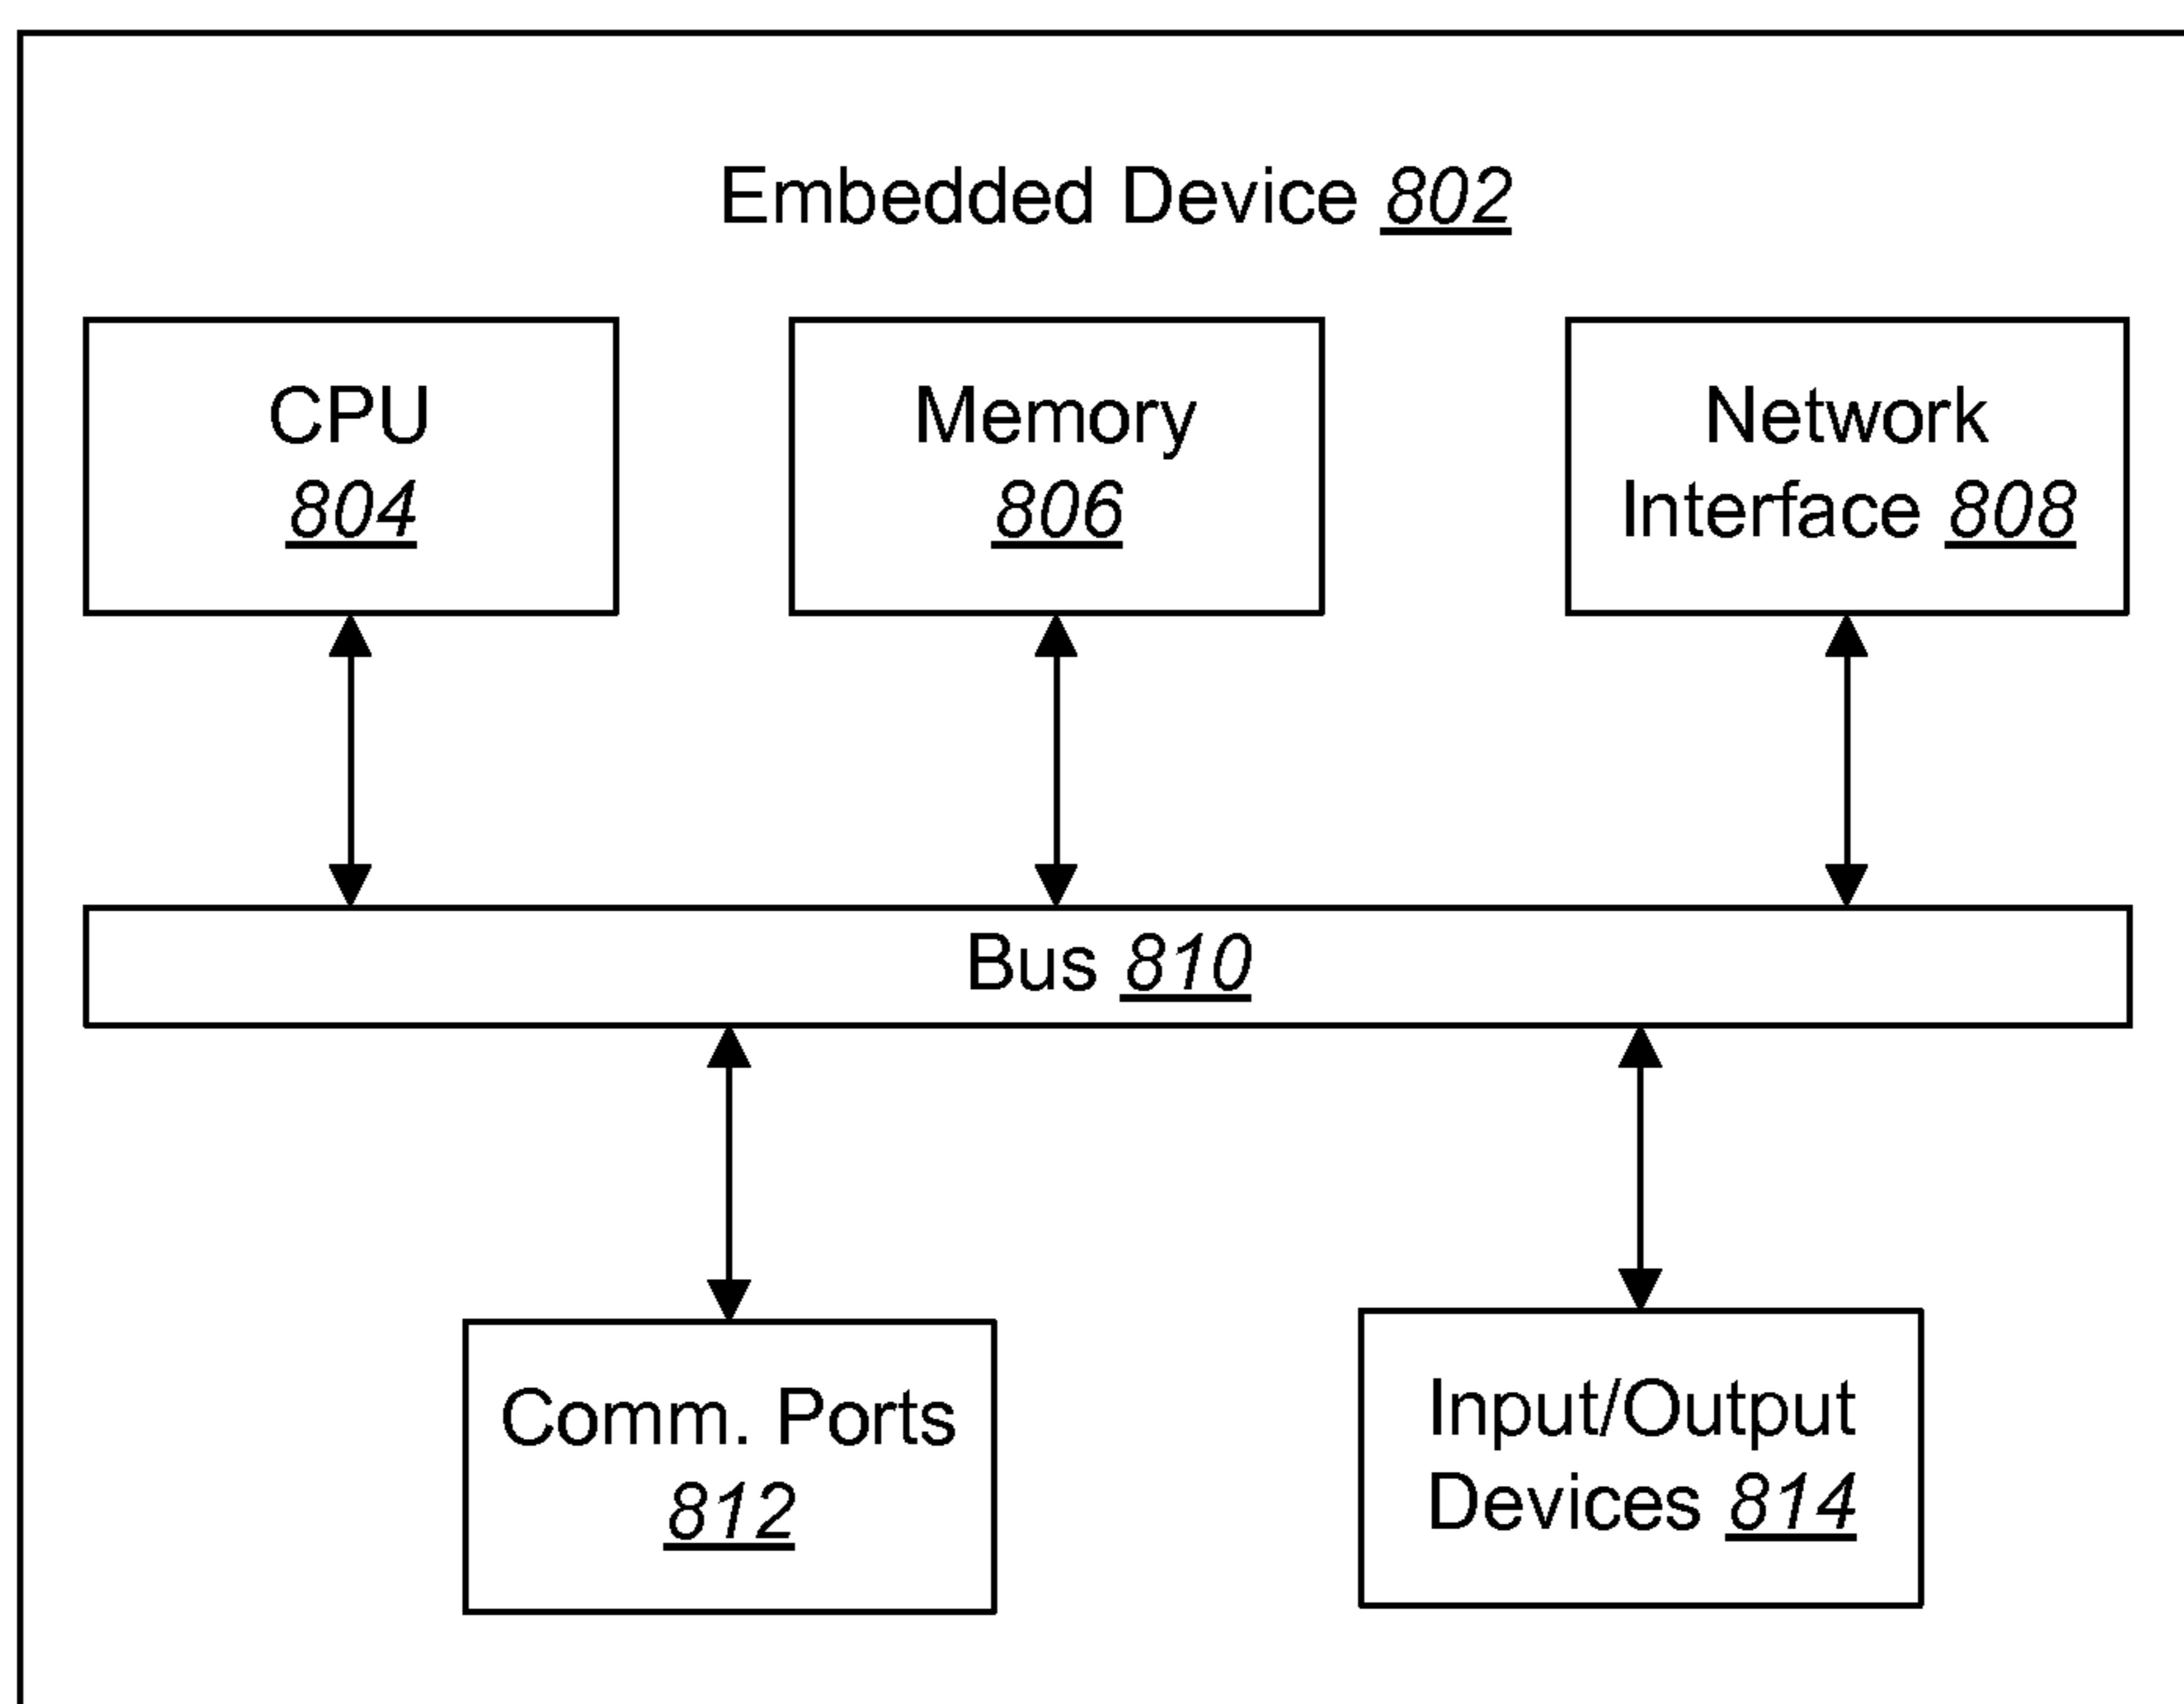 Embedded Device 802
CPU
804
Memory
806
Network
Interface 808
Bus 810
Comm. Ports
812
Input/Output
Devices 814